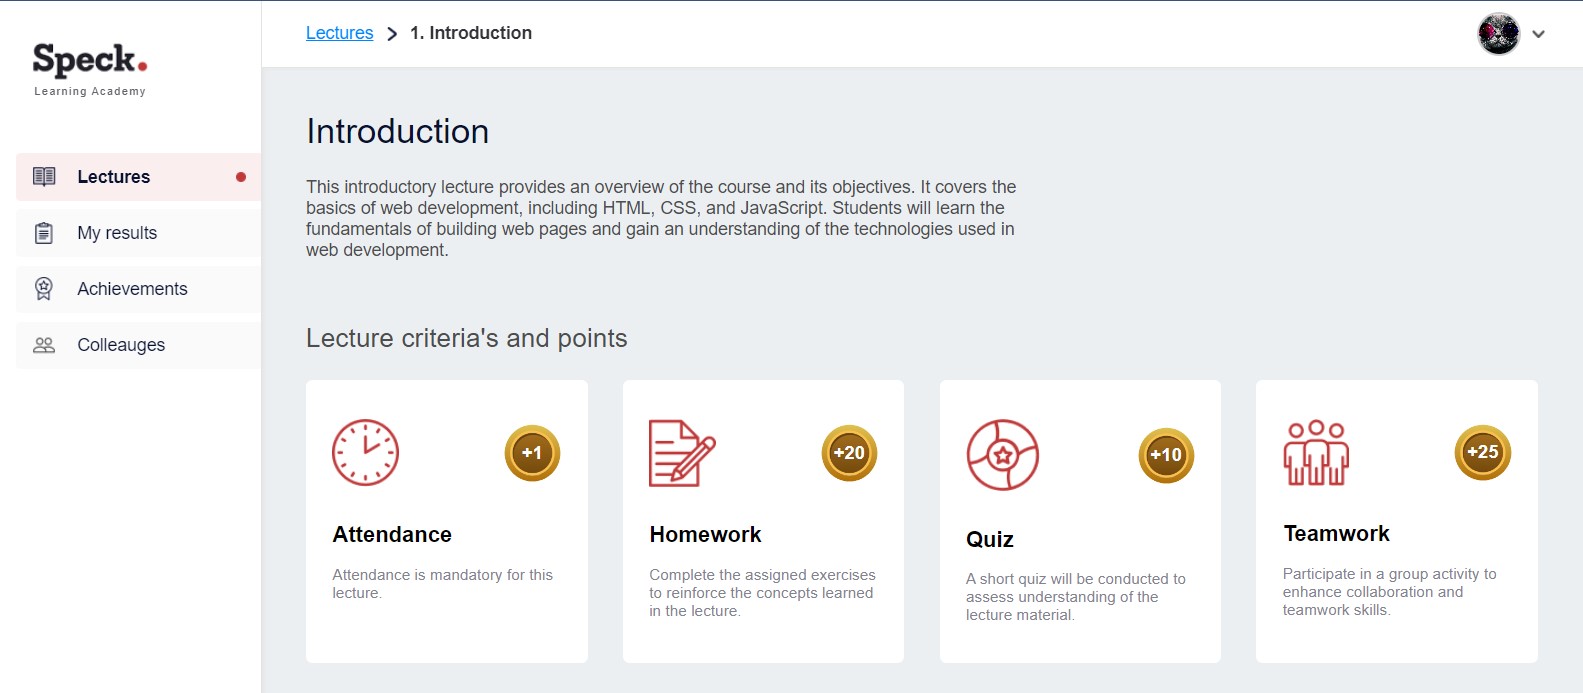 Speck.
Learning Academy
Lectures
My results
Achievements
Colleauges
Lectures > 1. Introduction
Introduction
This introductory lecture provides an overview of the course and its objectives. It covers the
basics of web development, including HTML, CSS, and JavaScript. Students will learn the
fundamentals of building web pages and gain an understanding of the technologies used in
web development.
Lecture criteria's and points
+1
Attendance
Attendance is mandatory for this
lecture.
+20
Homework
Complete the assigned exercises
to reinforce the concepts learned
in the lecture.
+10
Quiz
A short quiz will be conducted to
assess understanding of the
lecture material.
+25
Teamwork
Participate in a group activity to
enhance collaboration and
teamwork skills.